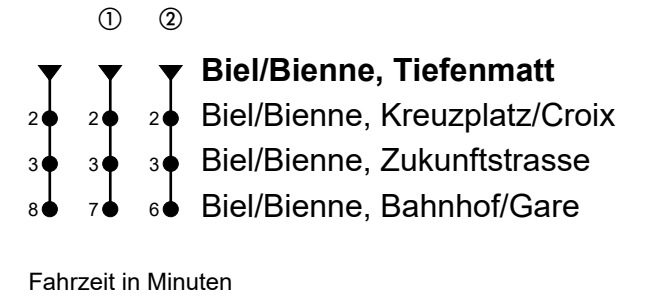 ① ②
Biel/Bienne, Tiefenmatt
2 2 2 Biel/Bienne, Kreuzplatz/Croix
3 3 3 Biel/Bienne, Zukunftstrasse
8 7 6 Biel/Bienne, Bahnhof/Gare
Fahrzeit in Minuten